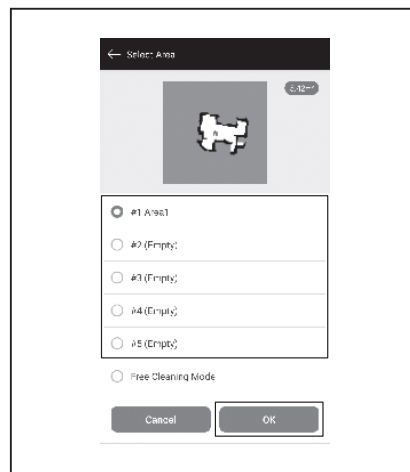 ← Select Area
#1 Area1
#2 (Empty)
#3 (Empty)
#4 (Empty)
#5 (Empty)
Free Cleaning Mode
Cancel
OK